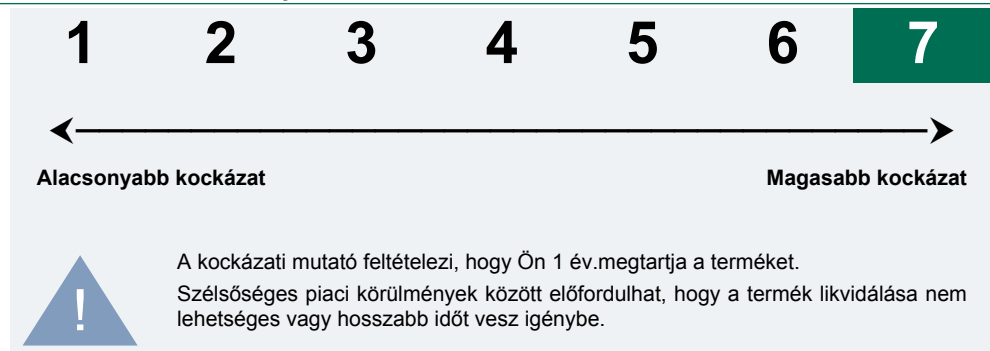 1 2 3 4 5 6 7
Alacsonyabb kockázat Magasabb kockázat
A kockázati mutató feltételezi, hogy Ön 1 év.megtartja a terméket.
Szélsőséges piaci körülmények között előfordulhat, hogy a termék likvidálása nem
lehetséges vagy hosszabb időt vesz igénybe.
!